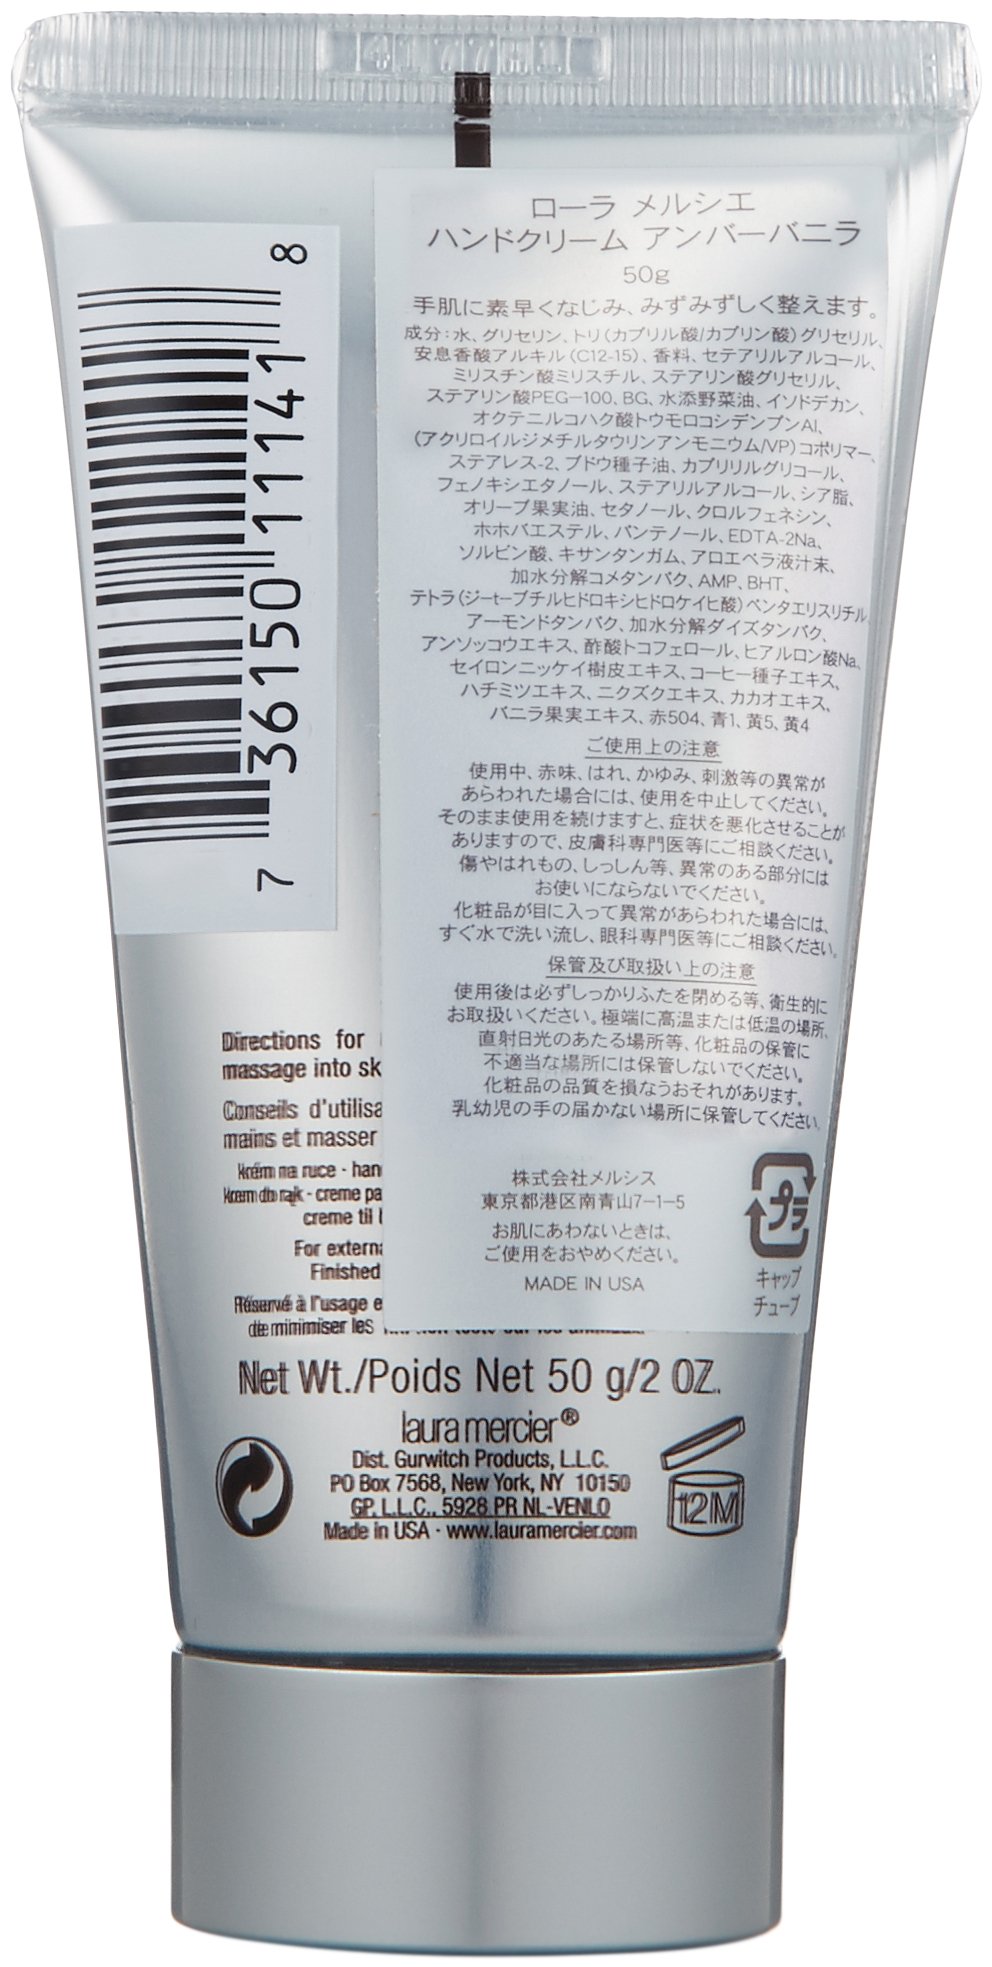 417781
ローラ メルシエ
ハンドクリーム アンバーバニラ
50g
手肌に素早くなじみ、みずみずしく整えます。
成分:水、グリセリン、トリ(カプリル酸/カプリン酸)グリセリル、
安息香酸アルキル(C12-15)、香料、セテアリルアルコール、
ミリスチン酸ミリスチル、ステアリン酸グリセリル、
ステアリン酸PEG-100、BG、水添野菜油、イソドデカン、
オクテニルコハク酸トウモロコシデンプンAl、
(アクリロイルジメチルタウリンアンモニウム/VP)コポリマー、
ステアレス-2、ブドウ種子油、カプリリルグリコール、
フェノキシエタノール、ステアリルアルコール、シア脂、
オリーブ果実油、セタノール、クロルフェネシン、
ホホバエステル、パンテノール、EDTA-2Na、
ソルビン酸、キサンタンガム、アロエベラ液汁末、
加水分解コメタンパク、AMP、BHT、
テトラ(ジ-t-ブチルヒドロキシヒドロケイヒ酸)ペンタエリスリチル、
アーモンドタンパク、加水分解ダイズタンパク、
アンソッコウエキス、酢酸トコフェロール、ヒアルロン酸Na、
セイロンニッケイ樹皮エキス、コーヒー種子エキス、
ハチミツエキス、ニクズクエキス、カカオエキス、
バニラ果実エキス、赤504、青1、黄5、黄4
ご使用上の注意
使用中、赤味、はれ、かゆみ、刺激等の異常が
あらわれた場合には、使用を中止してください。
そのまま使用を続けますと、症状を悪化させることが
ありますので、皮膚科専門医等にご相談ください。
傷やはれもの、しっしん等、異常のある部分には
お使いにならないでください。
化粧品が目に入って異常があらわれた場合には、
すぐ水で洗い流し、眼科専門医等にご相談ください。
保管及び取扱い上の注意
使用後は必ずしっかりふたを閉める等、衛生的に
お取扱いください。極端に高温または低温の場所、
直射日光のあたる場所等、化粧品の保管に
不適当な場所には保管しないでください。
化粧品の品質を損なうおそれがあります。
乳幼児の手の届かない場所に保管してください。
株式会社メルシス
東京都港区南青山7-1-5
お肌にあわないときは、
ご使用をおやめください。
MADE IN USA
プラ
キャップ
チューブ
7 36150 11141 8
Directions for
massage into sk
Conseils d'utilisa
mains et masser
krém na ruce - han
krem do rąk - creme pa
creme til
For externa
Finished
Réservé à l'usage e
de minimiser les
Net Wt./Poids Net 50 g/2 OZ.
laura mercier®
Dist. Gurwitch Products, L.L.C.
PO Box 7568, New York, NY 10150
GP, L.L.C., 5928 PR NL-VENLO
Made in USA · www.lauramercier.com
12M